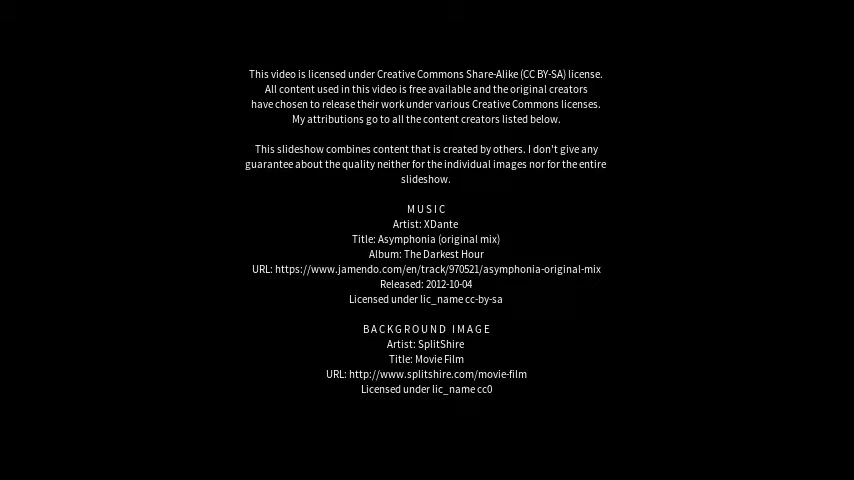 This video is licensed under Creative Commons Share-Alike (CC BY-SA) license.
All content used in this video is free available and the original creators
have chosen to release their work under various Creative Commons licenses.
My attributions go to all the content creators listed below.
This slideshow combines content that is created by others. I don't give any
guarantee about the quality neither for the individual images nor for the entire
slideshow.
MUSIC
Artist: XDante
Title: Asymphonia (original mix)
Album: The Darkest Hour
URL: https://www.jamendo.com/en/track/970521/asymphonia-original-mix
Released: 2012-10-04
Licensed under lic_name cc-by-sa
BACKGROUND IMAGE
Artist: SplitShire
Title: Movie Film
URL: http://www.splitshire.com/movie-film
Licensed under lic_name cc0